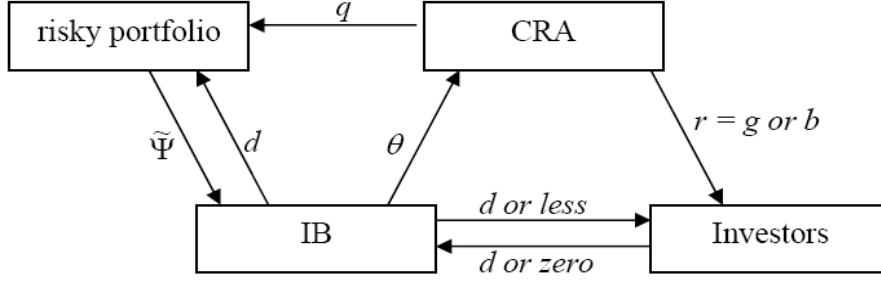 risky portfolio
q
CRA
Ψ̃
d
θ
r = g or b
IB
d or less
d or zero
Investors